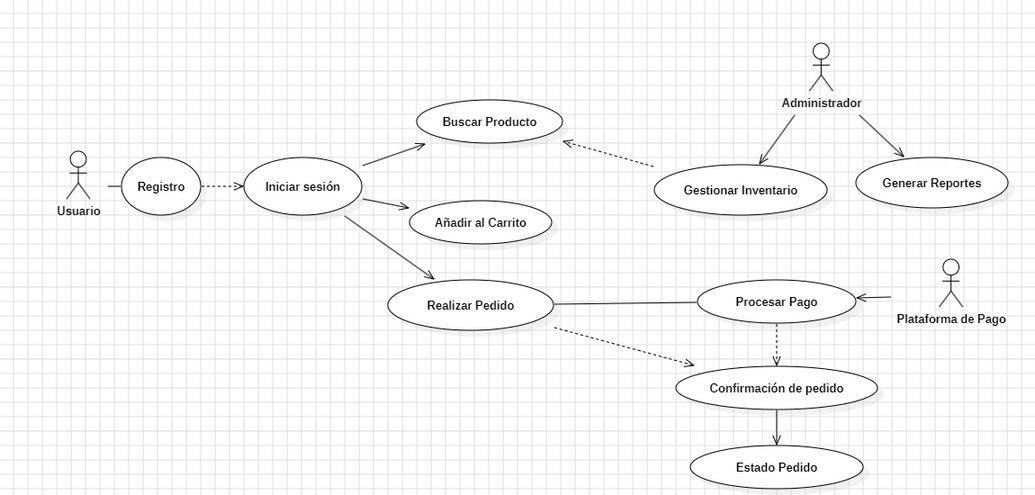 Administrador
Buscar Producto
Usuario
Registro
Iniciar sesión
Gestionar Inventario
Generar Reportes
Añadir al Carrito
Realizar Pedido
Procesar Pago
Plataforma de Pago
Confirmación de pedido
Estado Pedido